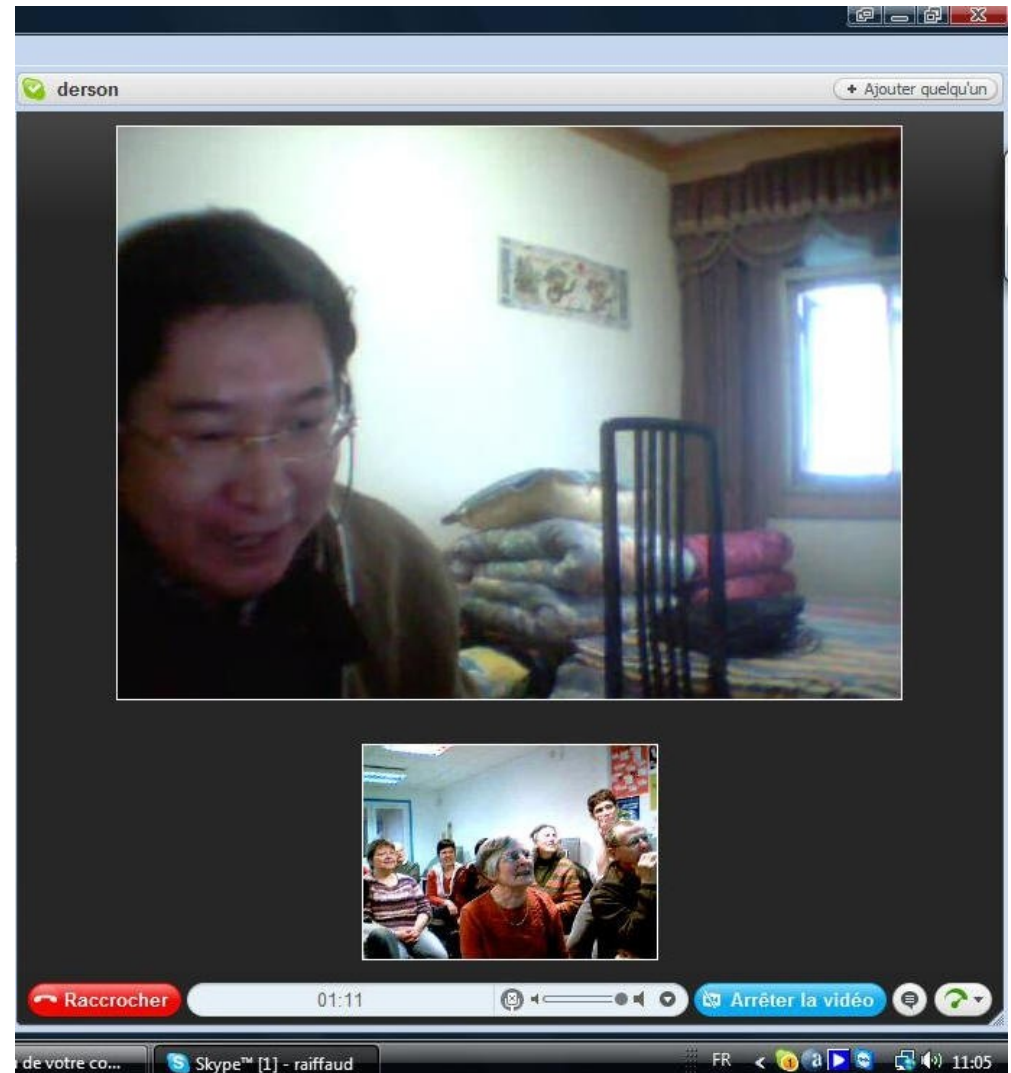 derson
+ Ajouter quelqu'un
Raccrocher
01:11
Arrêter la vidéo
de votre co...
Skype™ [1] - raiffaud
FR
11:05